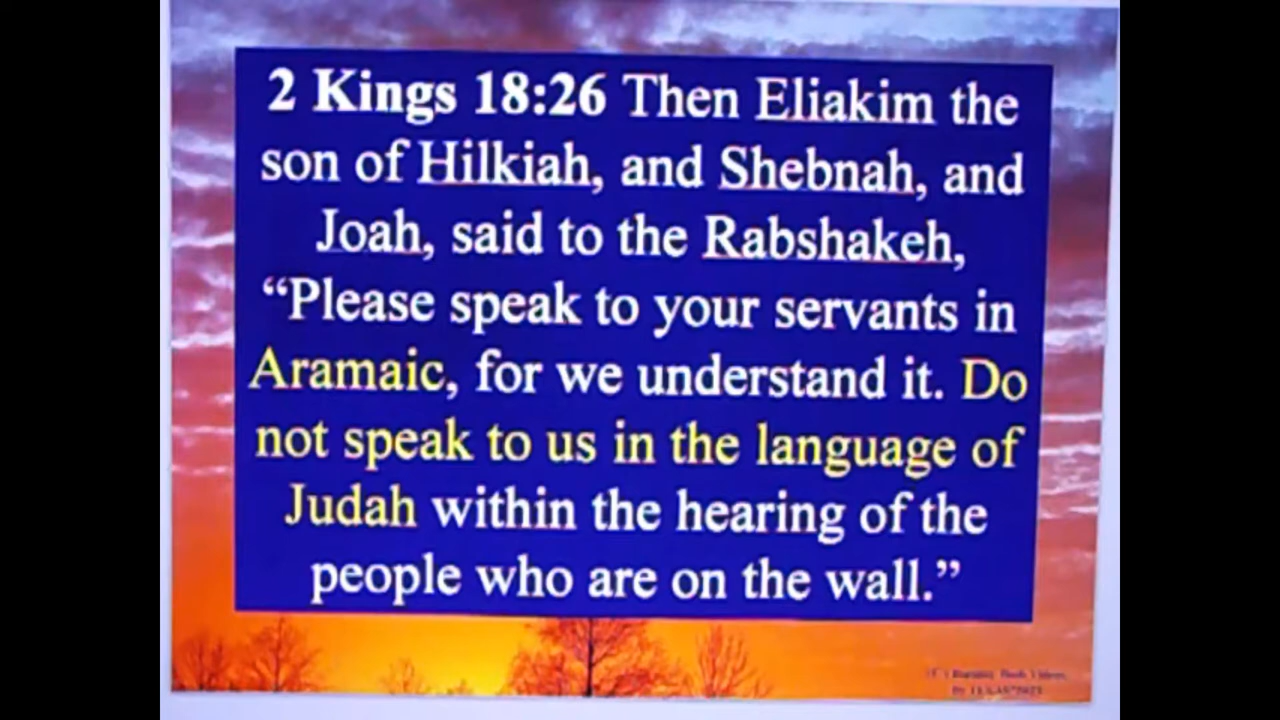 2 Kings 18:26 Then Eliakim the
son of Hilkiah, and Shebnah, and
Joah, said to the Rabshakeh,
“Please speak to your servants in
Aramaic, for we understand it. Do
not speak to us in the language of
Judah within the hearing of the
people who are on the wall.”